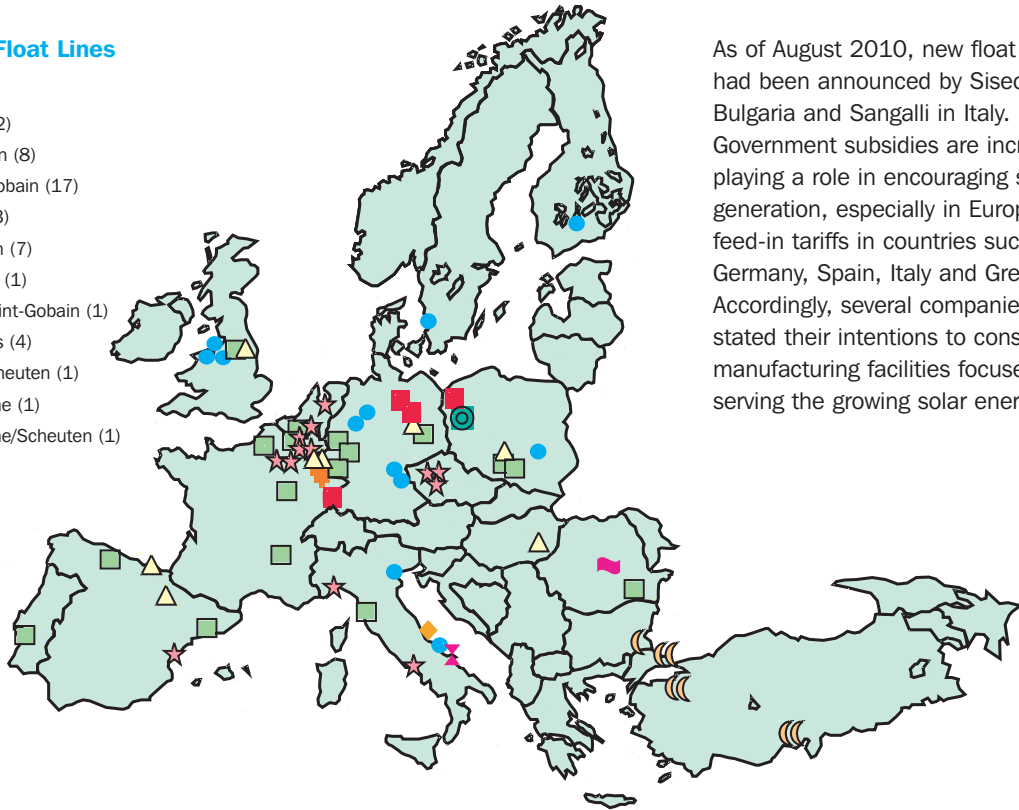 Float Lines
2)
n (8)
obain (17)
3)
n (7)
(1)
int-Gobain (1)
s (4)
heuten (1)
ne (1)
ne/Scheuten (1)
As of August 2010, new float
had been announced by Sisec
Bulgaria and Sangalli in Italy.
Government subsidies are incr
playing a role in encouraging s
generation, especially in Europ
feed-in tariffs in countries suc
Germany, Spain, Italy and Gre
Accordingly, several companie
stated their intentions to cons
manufacturing facilities focuse
serving the growing solar ener